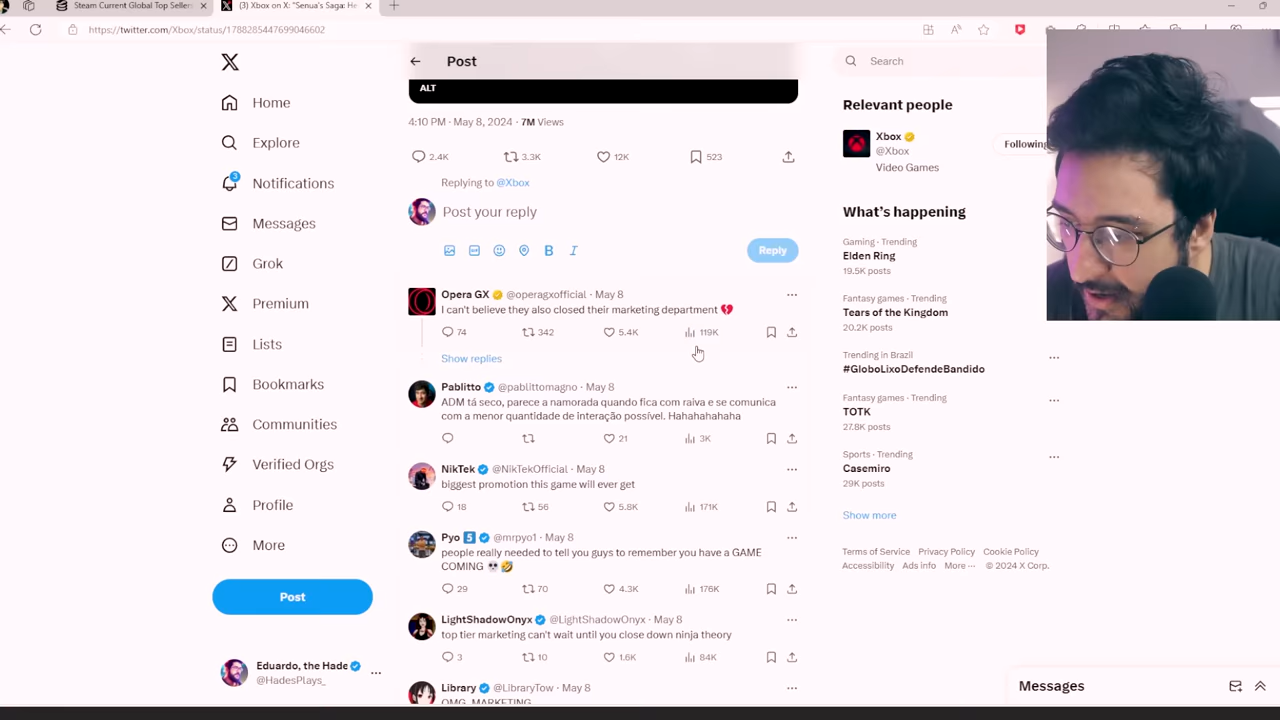 Steam Current Global Top Sellers
(3) Xbox on X: "Senua's Saga: He
https://twitter.com/Xbox/status/1788285447699046602
Home
Explore
3
Notifications
Messages
Grok
Premium
Lists
Bookmarks
Communities
Verified Orgs
Profile
More
Post
Eduardo, the Hade
@HadesPlays_
Post
ALT
4:10 PM · May 8, 2024 · 7M Views
2.4K 3.3K 12K 523
Replying to @Xbox
Post your reply
B I
Reply
Opera GX @operagxofficial · May 8
I can't believe they also closed their marketing department 💔
74 342 5.4K 119K
Show replies
Pablitto @pablittomagno · May 8
ADM tá seco, parece a namorada quando fica com raiva e se comunica
com a menor quantidade de interação possível. Hahahahahaha
21 3K
NikTek @NikTekOfficial · May 8
biggest promotion this game will ever get
18 56 5.8K 171K
Pyo 5️⃣ @mrpyo1 · May 8
people really needed to tell you guys to remember you have a GAME
COMING 💀🤣
29 70 4.3K 176K
LightShadowOnyx @LightShadowOnyx · May 8
top tier marketing can't wait until you close down ninja theory
3 10 1.6K 84K
Library @LibraryTow · May 8
OMG, MARKETING
Search
Relevant people
Xbox
@Xbox
Following
Video Games
What's happening
Gaming · Trending
Elden Ring
19.5K posts
Fantasy games · Trending
Tears of the Kingdom
20.2K posts
Trending in Brazil
#GloboLixoDefendeBandido
Fantasy games · Trending
TOTK
27.8K posts
Sports · Trending
Casemiro
29K posts
Show more
Terms of Service Privacy Policy Cookie Policy
Accessibility Ads info More ··· © 2024 X Corp.
Messages